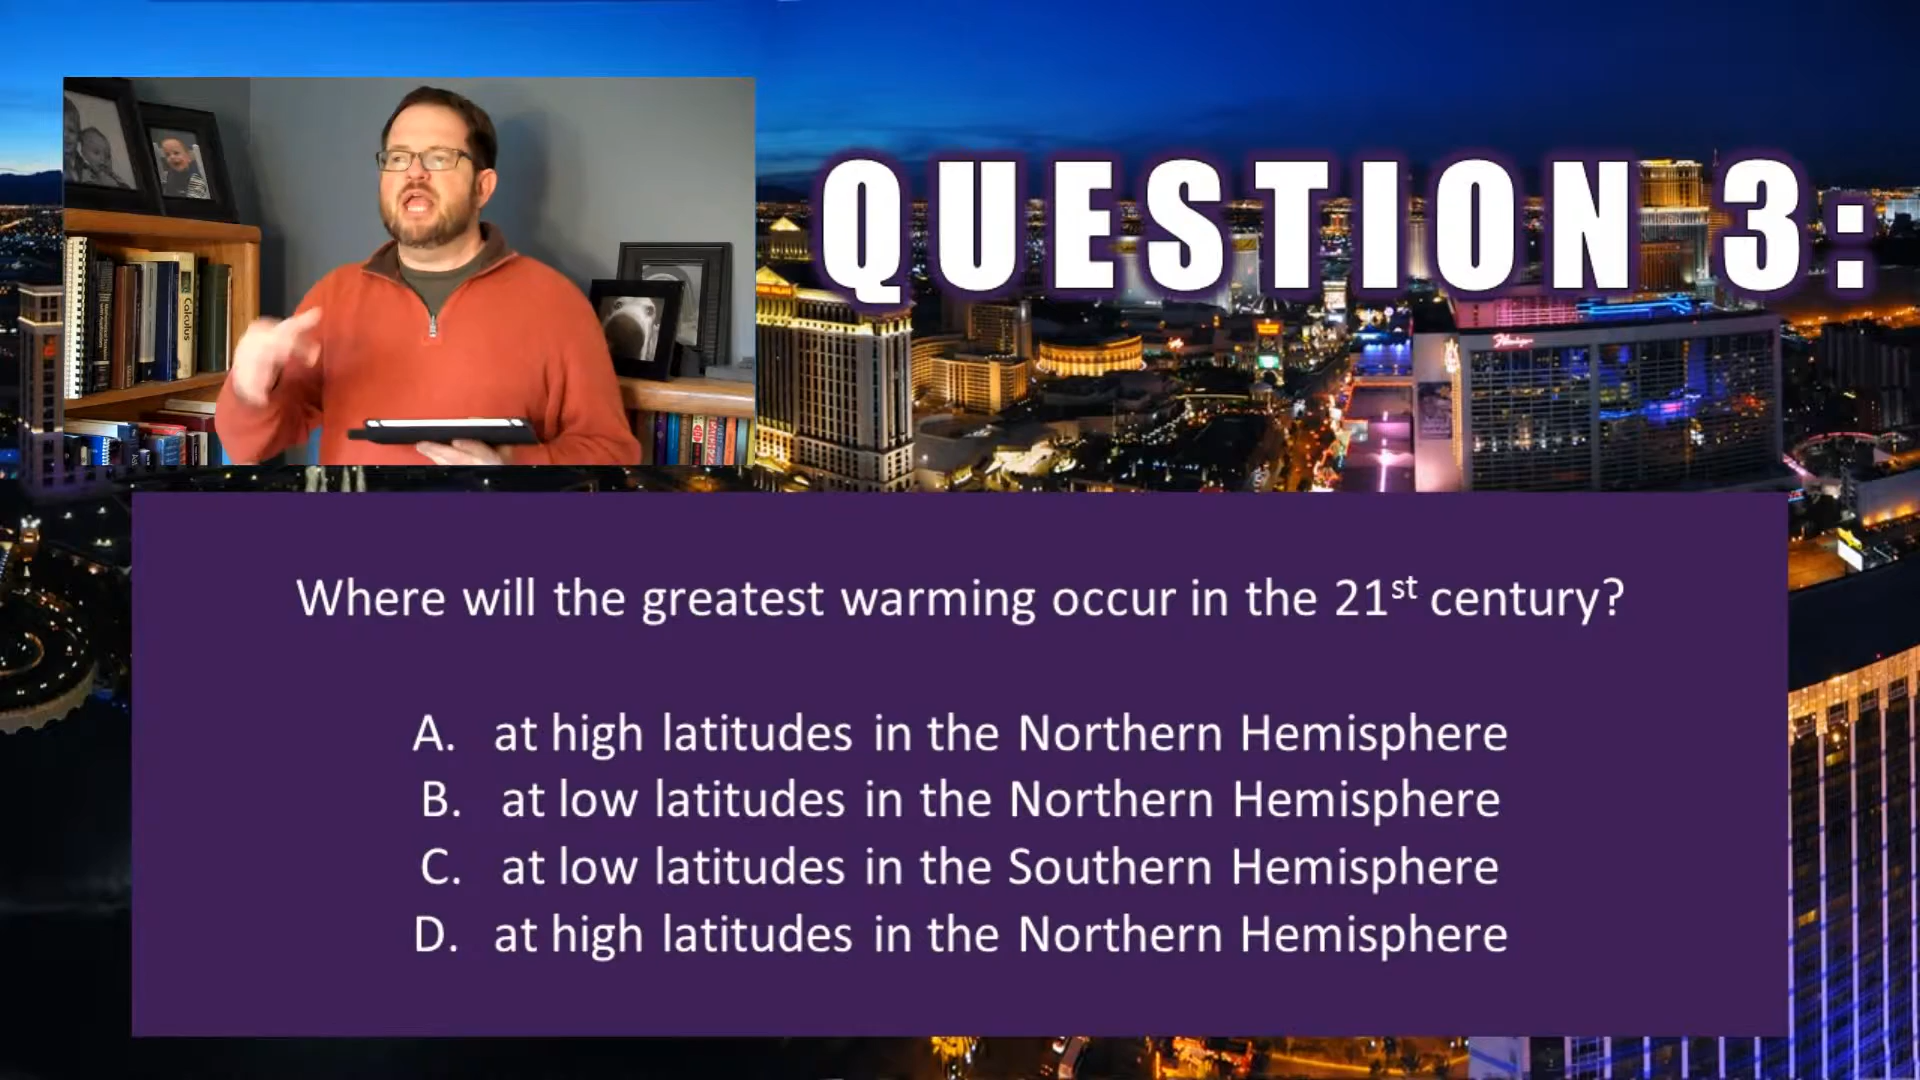 QUESTION 3:
Calculus
Flamingo
Where will the greatest warming occur in the 21st century?
A. at high latitudes in the Northern Hemisphere
B. at low latitudes in the Northern Hemisphere
C. at low latitudes in the Southern Hemisphere
D. at high latitudes in the Northern Hemisphere